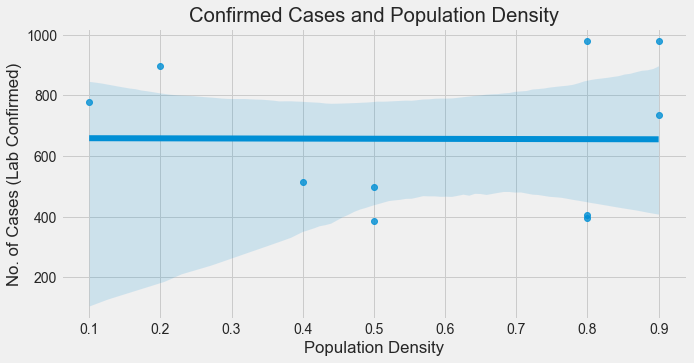 Confirmed Cases and Population Density
No. of Cases (Lab Confirmed)
1000
800
600
400
200
0.1 0.2 0.3 0.4 0.5 0.6 0.7 0.8 0.9
Population Density